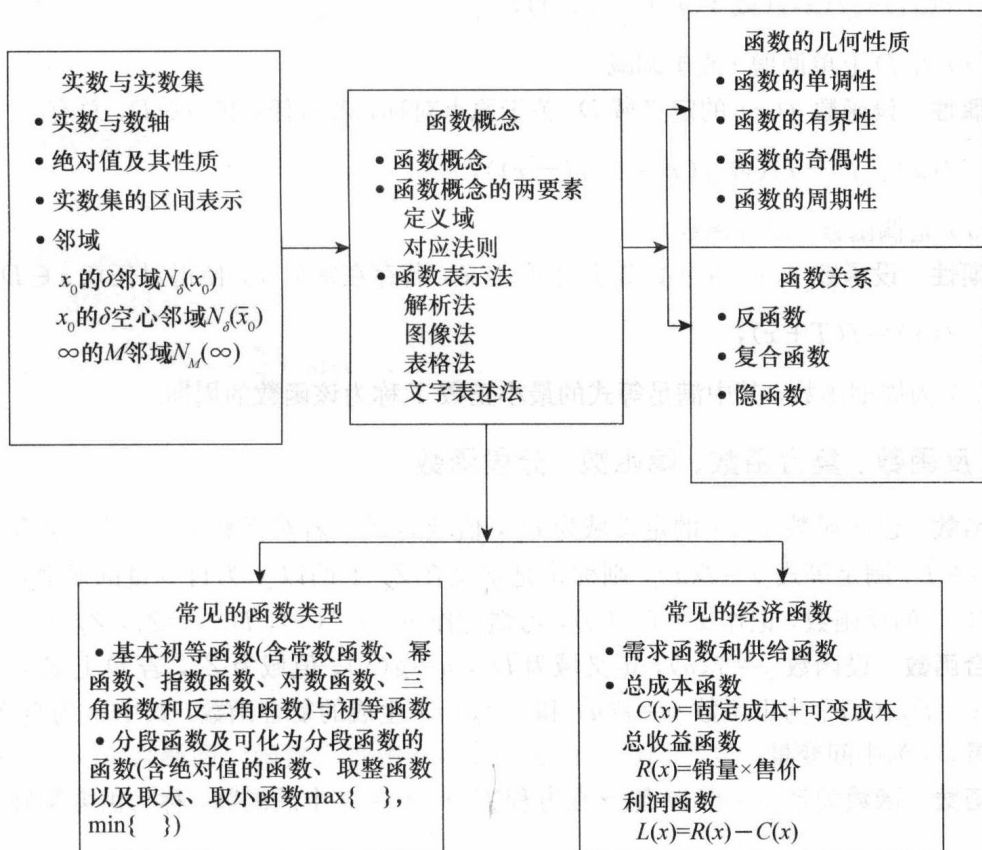 实数与实数集
• 实数与数轴
• 绝对值及其性质
• 实数集的区间表示
• 邻域
x₀的δ邻域N_δ(x₀)
x₀的δ空心邻域N_δ(x̄₀)
∞的M邻域N_M(∞)
函数概念
• 函数概念
• 函数概念的两要素
定义域
对应法则
• 函数表示法
解析法
图像法
表格法
文字表述法
函数的几何性质
• 函数的单调性
• 函数的有界性
• 函数的奇偶性
• 函数的周期性
函数关系
• 反函数
• 复合函数
• 隐函数
常见的函数类型
• 基本初等函数(含常数函数、幂
函数、指数函数、对数函数、三
角函数和反三角函数)与初等函数
• 分段函数及可化为分段函数的
函数(含绝对值的函数、取整函数
以及取大、取小函数max{ },
min{ })
常见的经济函数
• 需求函数和供给函数
• 总成本函数
C(x)=固定成本+可变成本
总收益函数
R(x)=销量×售价
利润函数
L(x)=R(x)−C(x)